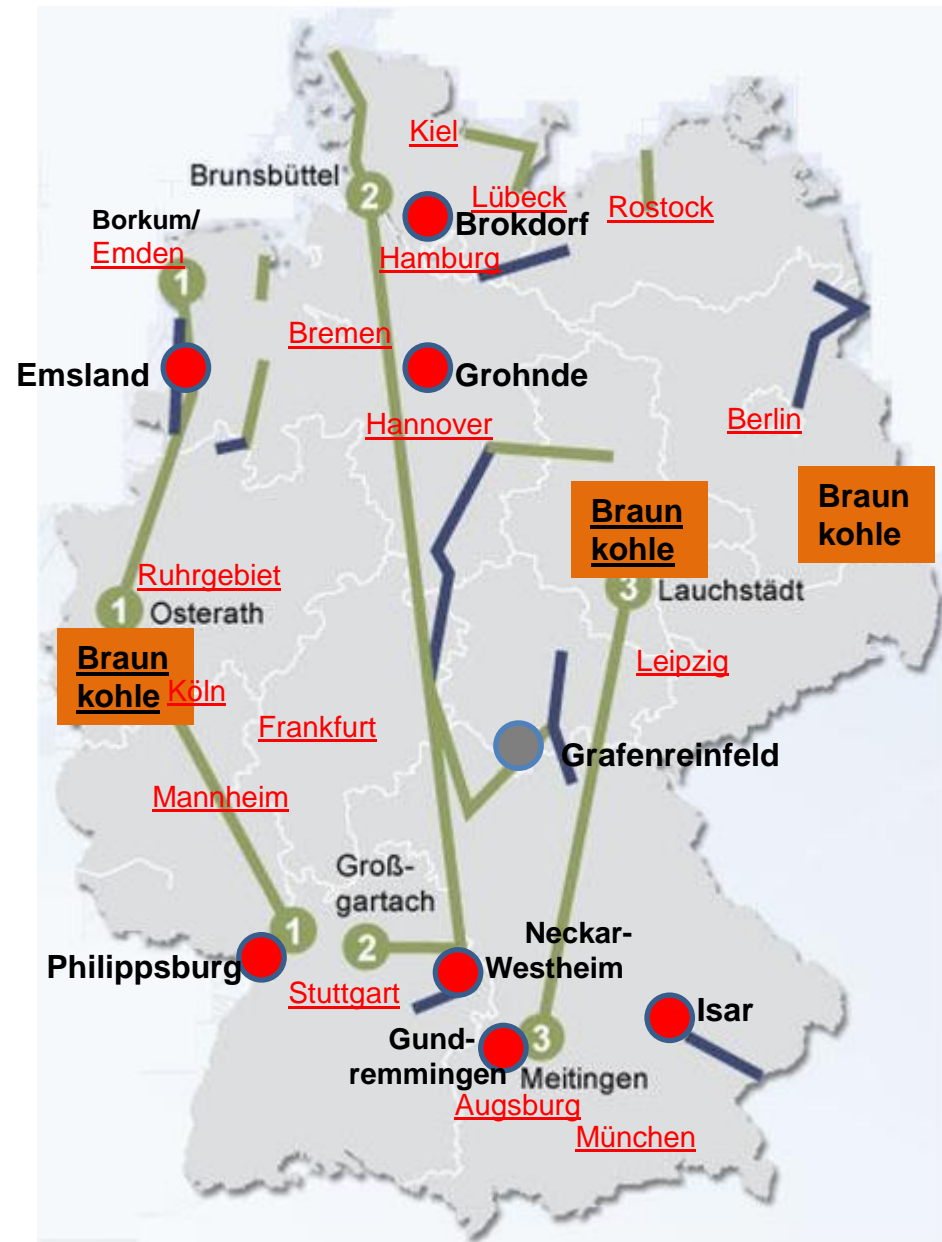 Kiel
Brunsbüttel
2
Lübeck
Rostock
Borkum/
Brokdorf
Emden
Hamburg
1
Bremen
Emsland
Grohnde
Hannover
Berlin
Braun
kohle
Braun
kohle
Ruhrgebiet
3
Lauchstädt
1
Osterath
Braun
kohle
Köln
Leipzig
Frankfurt
Grafenreinfeld
Mannheim
Groß-
gartach
1
2
Neckar-
Westheim
Philippsburg
Stuttgart
Isar
Gund-
remmingen
3
Meitingen
Augsburg
München